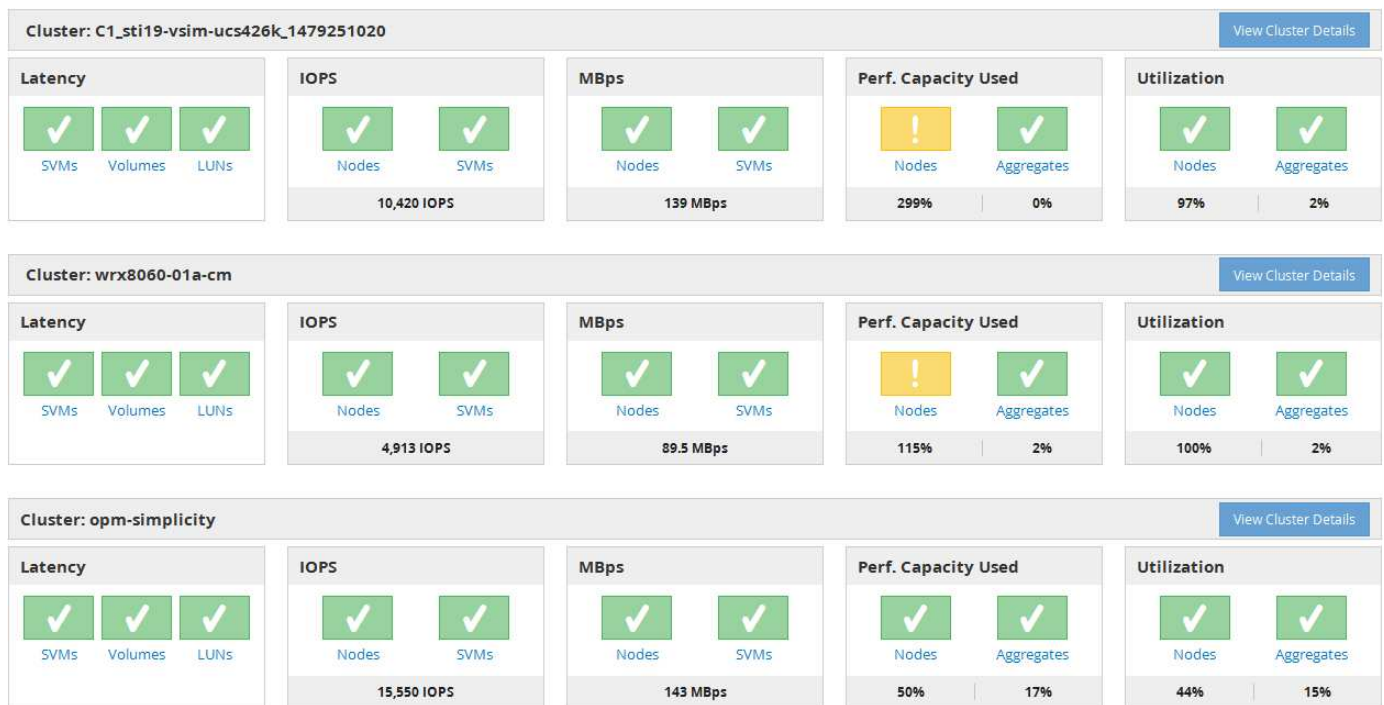 Cluster: C1_sti19-vsim-ucs426k_1479251020 View Cluster Details
Latency IOPS MBps Perf. Capacity Used Utilization
! 
SVMs Volumes LUNs Nodes SVMs Nodes SVMs Nodes Aggregates Nodes Aggregates
10,420 IOPS 139 MBps 299% 0% 97% 2%
Cluster: wrx8060-01a-cm View Cluster Details
Latency IOPS MBps Perf. Capacity Used Utilization
!
SVMs Volumes LUNs Nodes SVMs Nodes SVMs Nodes Aggregates Nodes Aggregates
4,913 IOPS 89.5 MBps 115% 2% 100% 2%
Cluster: opm-simplicity View Cluster Details
Latency IOPS MBps Perf. Capacity Used Utilization
SVMs Volumes LUNs Nodes SVMs Nodes SVMs Nodes Aggregates Nodes Aggregates
15,550 IOPS 143 MBps 50% 17% 44% 15%